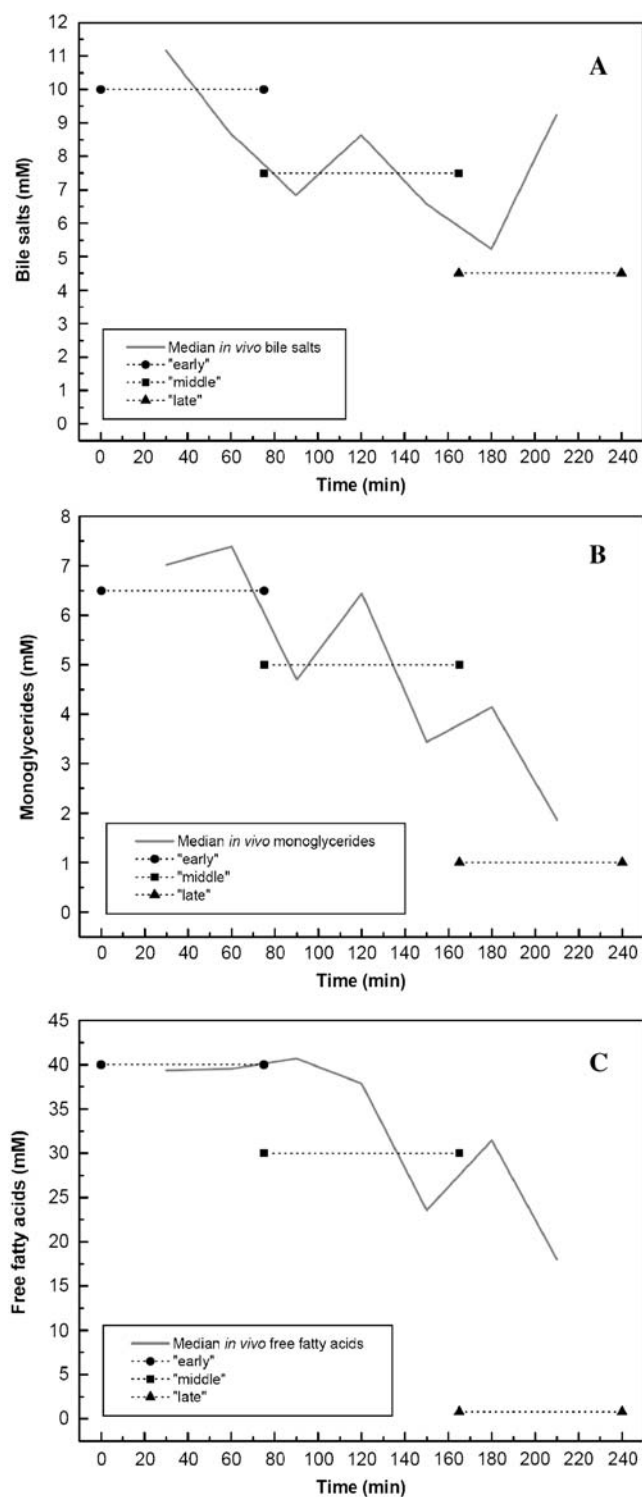 A
12
11
10
9
8
7
6
5
4
3
2
1
0
Bile salts (mM)
Median in vivo bile salts
"early"
"middle"
"late"
0 20 40 60 80 100 120 140 160 180 200 220 240
Time (min)
B
8
7
6
5
4
3
2
1
0
Monoglycerides (mM)
Median in vivo monoglycerides
"early"
"middle"
"late"
0 20 40 60 80 100 120 140 160 180 200 220 240
Time (min)
C
45
40
35
30
25
20
15
10
5
0
Free fatty acids (mM)
Median in vivo free fatty acids
"early"
"middle"
"late"
0 20 40 60 80 100 120 140 160 180 200 220 240
Time (min)